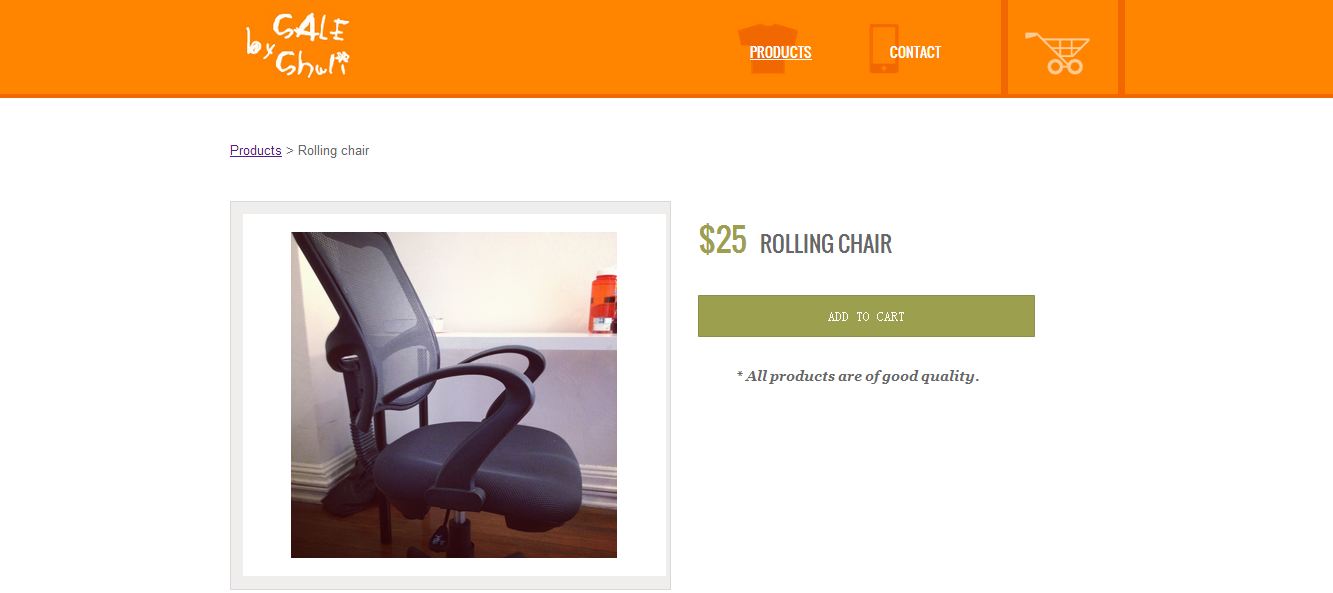 SALE
by Shuli
PRODUCTS
CONTACT
Products > Rolling chair
$25 ROLLING CHAIR
ADD TO CART
* All products are of good quality.